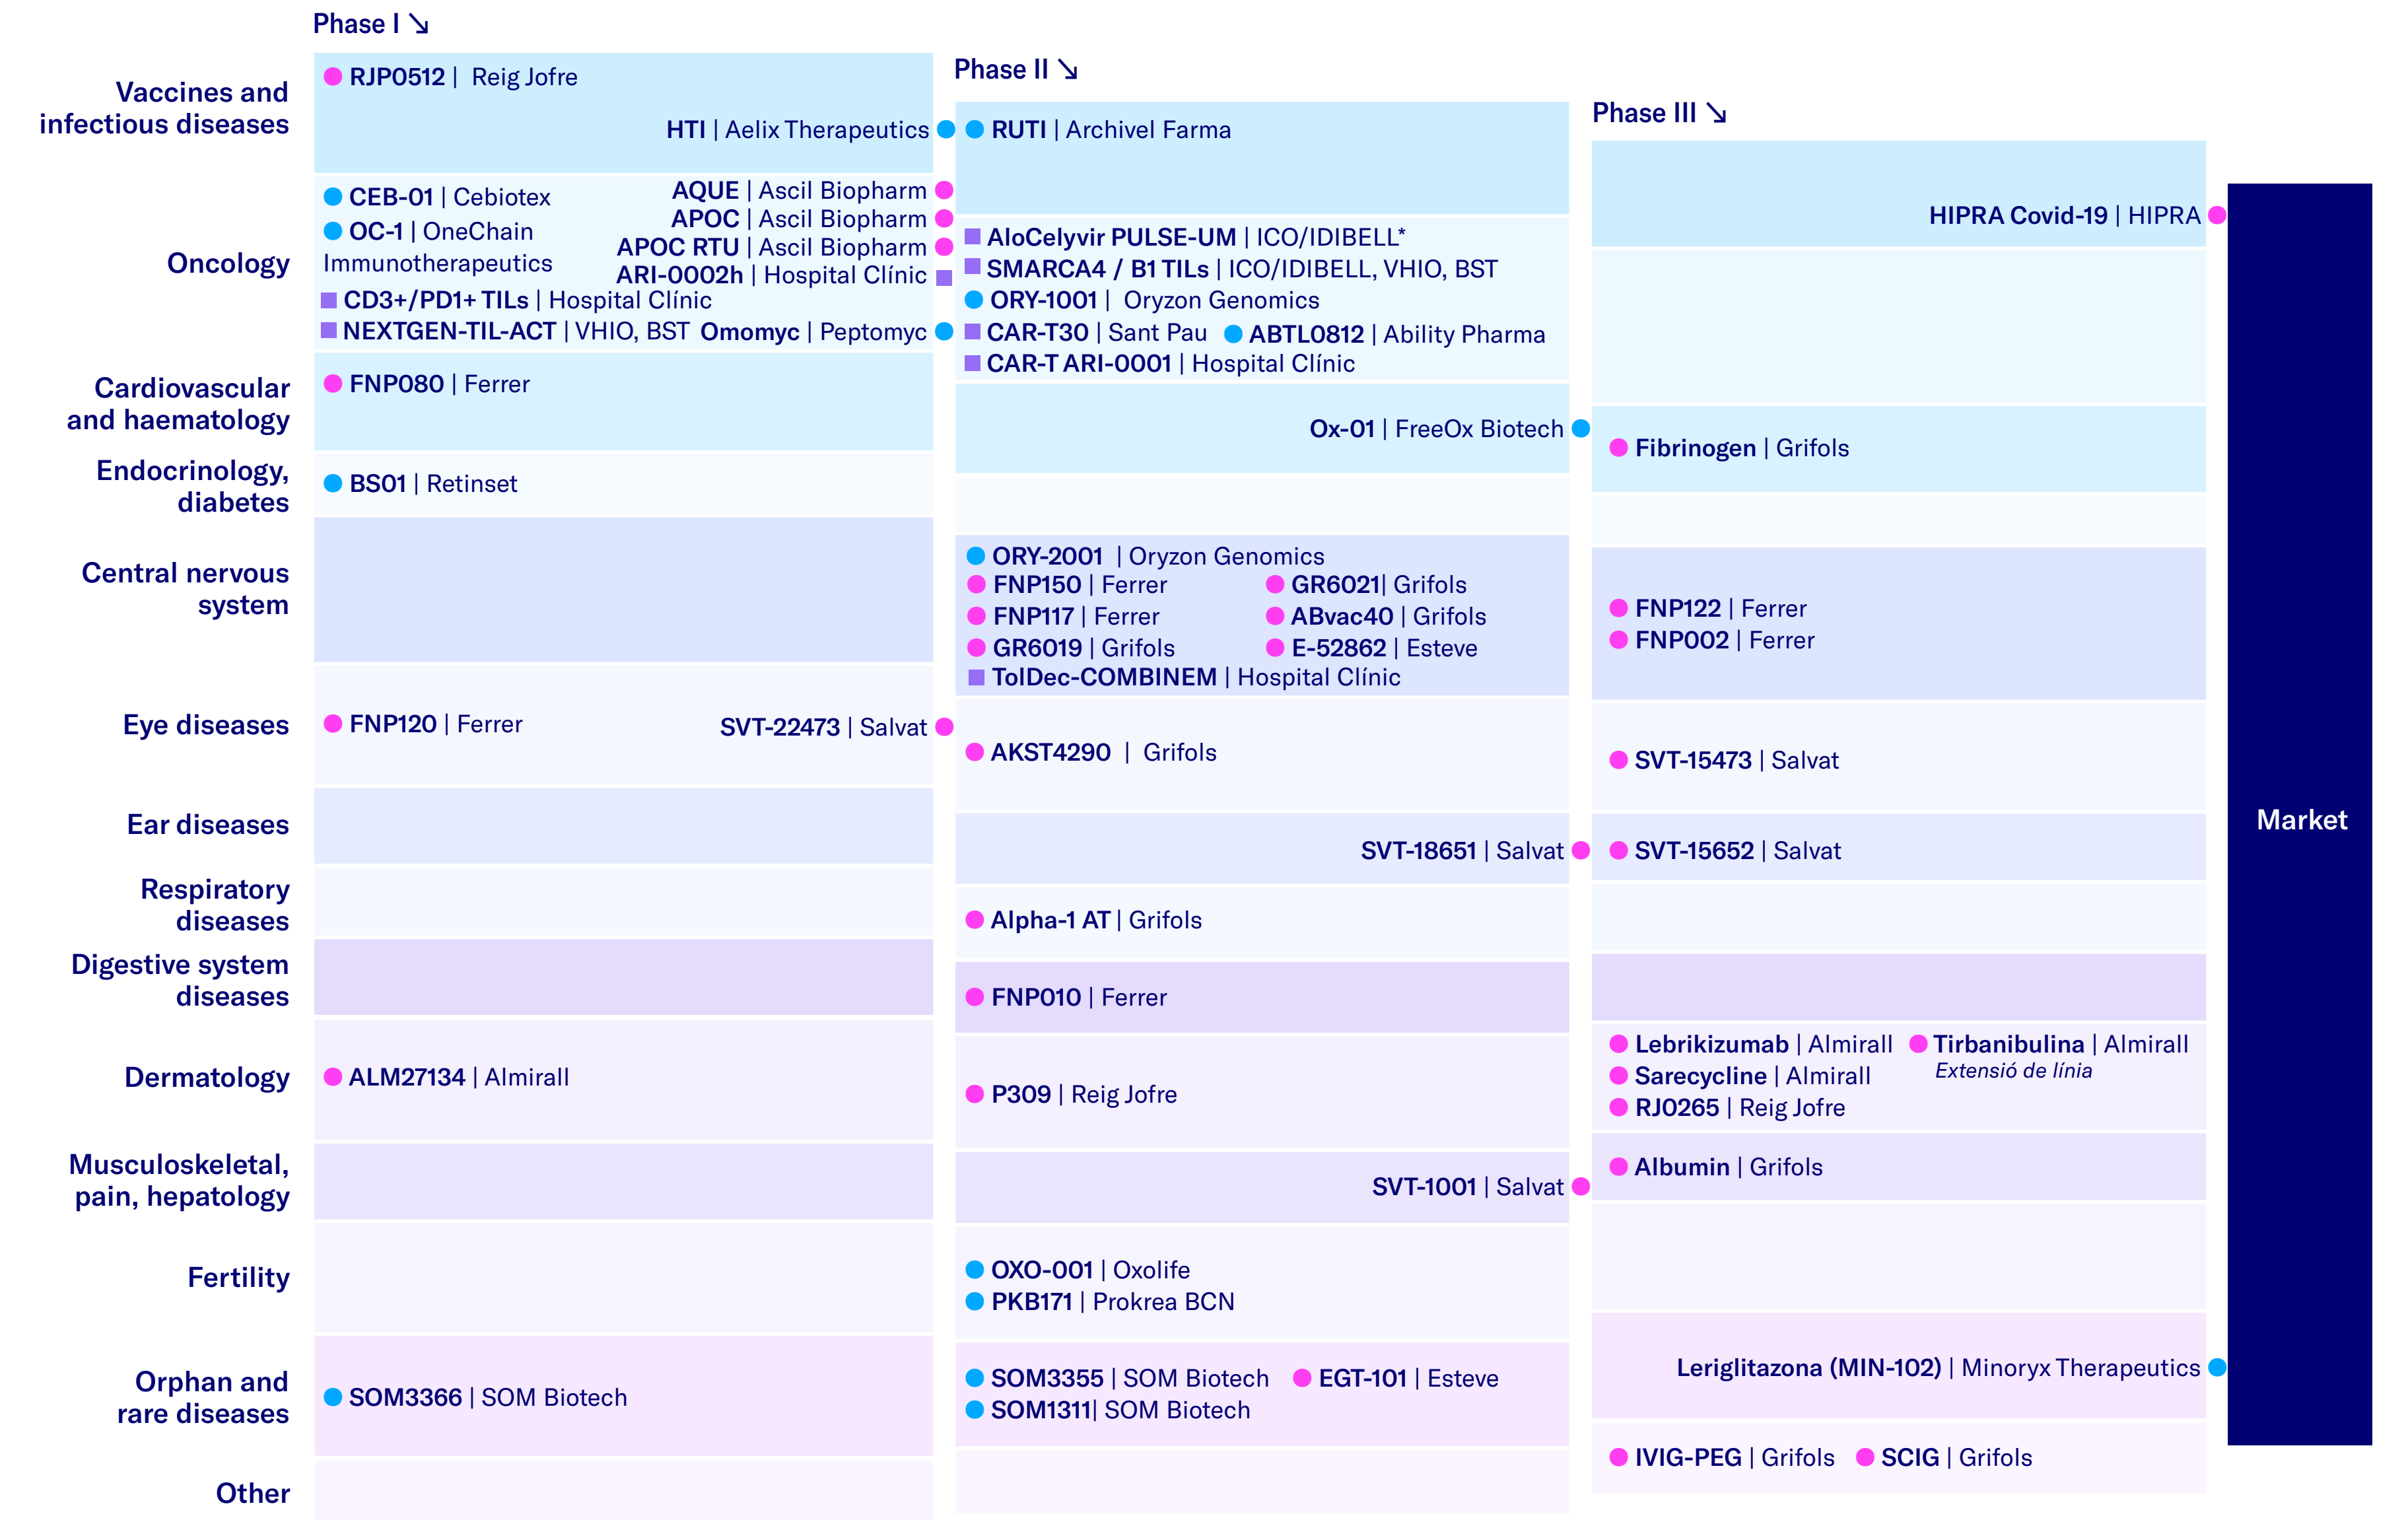 Phase I ↘
Phase II ↘
Phase III ↘
Vaccines and
infectious diseases
RJP0512 | Reig Jofre
HTI | Aelix Therapeutics
RUTI | Archivel Farma
HIPRA Covid-19 | HIPRA
Oncology
CEB-01 | Cebiotex
OC-1 | OneChain
Immunotherapeutics
CD3+/PD1+ TILs | Hospital Clínic
NEXTGEN-TIL-ACT | VHIO, BST
AQUE | Ascil Biopharm
APOC | Ascil Biopharm
APOC RTU | Ascil Biopharm
ARI-0002h | Hospital Clínic
Omomyc | Peptomyc
AloCelyvir PULSE-UM | ICO/IDIBELL*
SMARCA4 / B1 TILs | ICO/IDIBELL, VHIO, BST
ORY-1001 | Oryzon Genomics
CAR-T30 | Sant Pau
ABTL0812 | Ability Pharma
CAR-T ARI-0001 | Hospital Clínic
Cardiovascular
and haematology
FNP080 | Ferrer
Ox-01 | FreeOx Biotech
Fibrinogen | Grifols
Endocrinology,
diabetes
BS01 | Retinset
Central nervous
system
ORY-2001 | Oryzon Genomics
FNP150 | Ferrer
GR6021| Grifols
FNP117 | Ferrer
ABvac40 | Grifols
GR6019 | Grifols
E-52862 | Esteve
TolDec-COMBINEM | Hospital Clínic
FNP122 | Ferrer
FNP002 | Ferrer
Eye diseases
FNP120 | Ferrer
SVT-22473 | Salvat
AKST4290 | Grifols
SVT-15473 | Salvat
Market
Ear diseases
SVT-18651 | Salvat
SVT-15652 | Salvat
Respiratory
diseases
Alpha-1 AT | Grifols
Digestive system
diseases
FNP010 | Ferrer
Dermatology
ALM27134 | Almirall
P309 | Reig Jofre
Lebrikizumab | Almirall
Tirbanibulina | Almirall
Extensió de línia
Sarecycline | Almirall
RJ0265 | Reig Jofre
Musculoskeletal,
pain, hepatology
SVT-1001 | Salvat
Albumin | Grifols
Fertility
OXO-001 | Oxolife
PKB171 | Prokrea BCN
Orphan and
rare diseases
SOM3366 | SOM Biotech
SOM3355 | SOM Biotech
EGT-101 | Esteve
SOM1311| SOM Biotech
Leriglitazona (MIN-102) | Minoryx Therapeutics
Other
IVIG-PEG | Grifols
SCIG | Grifols